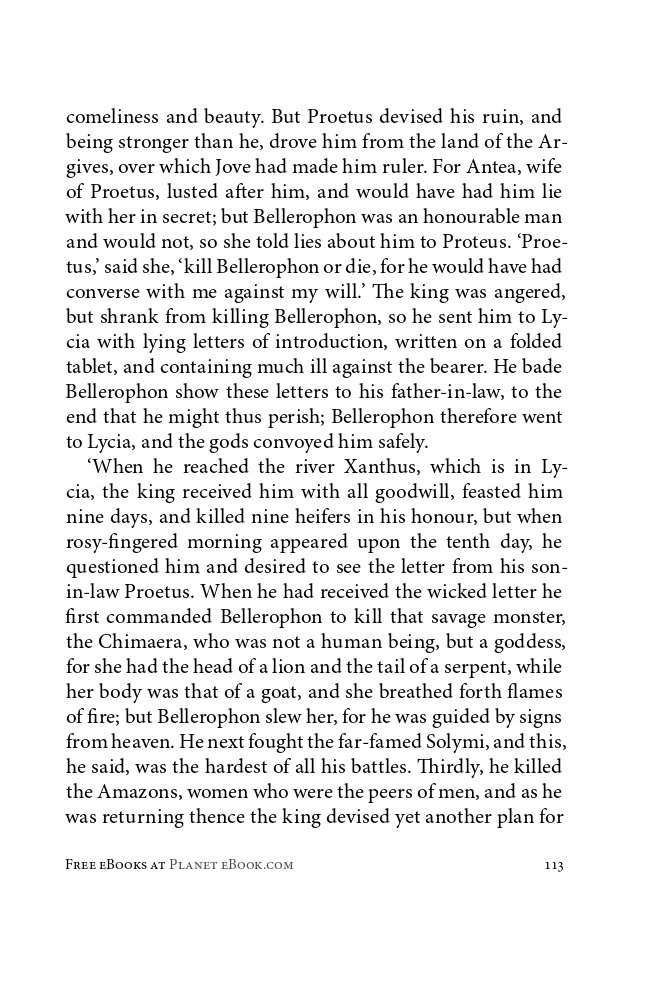 comeliness and beauty. But Proetus devised his ruin, and
being stronger than he, drove him from the land of the Ar-
gives, over which Jove had made him ruler. For Antea, wife
of Proetus, lusted after him, and would have had him lie
with her in secret; but Bellerophon was an honourable man
and would not, so she told lies about him to Proteus. ‘Proe-
tus,’ said she, ‘kill Bellerophon or die, for he would have had
converse with me against my will.’ The king was angered,
but shrank from killing Bellerophon, so he sent him to Ly-
cia with lying letters of introduction, written on a folded
tablet, and containing much ill against the bearer. He bade
Bellerophon show these letters to his father-in-law, to the
end that he might thus perish; Bellerophon therefore went
to Lycia, and the gods convoyed him safely.
‘When he reached the river Xanthus, which is in Ly-
cia, the king received him with all goodwill, feasted him
nine days, and killed nine heifers in his honour, but when
rosy-fingered morning appeared upon the tenth day, he
questioned him and desired to see the letter from his son-
in-law Proetus. When he had received the wicked letter he
first commanded Bellerophon to kill that savage monster,
the Chimaera, who was not a human being, but a goddess,
for she had the head of a lion and the tail of a serpent, while
her body was that of a goat, and she breathed forth flames
of fire; but Bellerophon slew her, for he was guided by signs
from heaven. He next fought the far-famed Solymi, and this,
he said, was the hardest of all his battles. Thirdly, he killed
the Amazons, women who were the peers of men, and as he
was returning thence the king devised yet another plan for
Free eBooks at Planet eBook.com 113